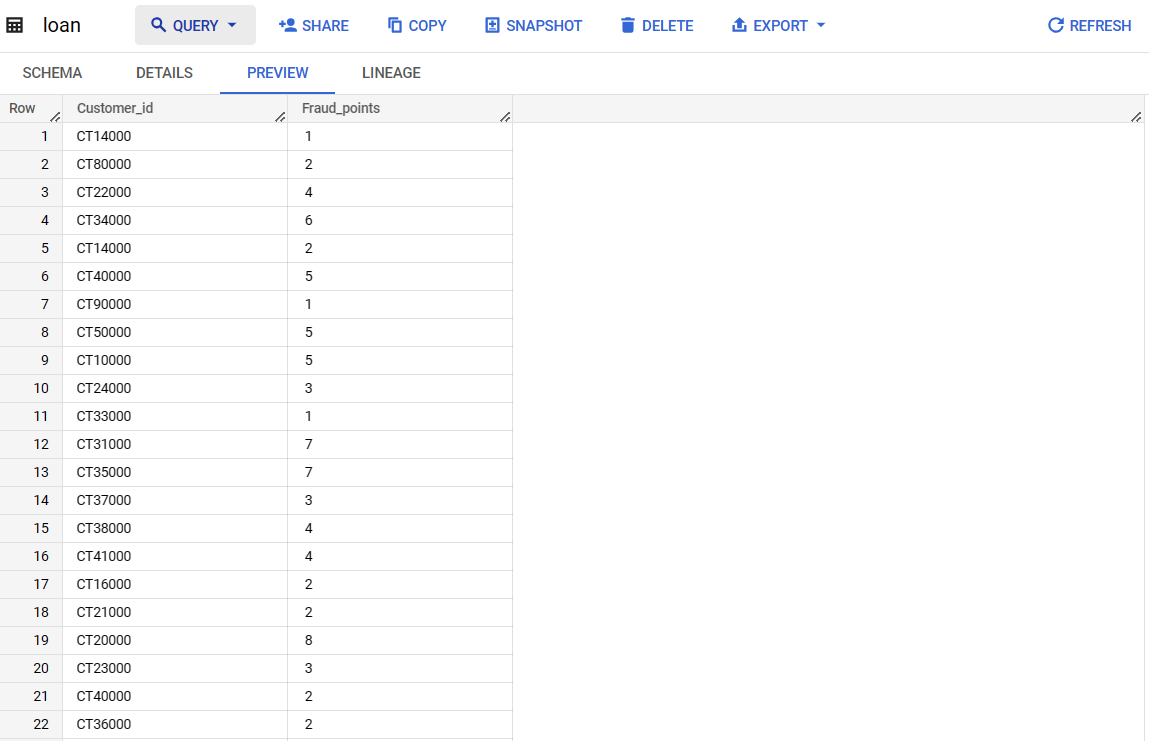 loan QUERY SHARE COPY SNAPSHOT DELETE EXPORT REFRESH
SCHEMA DETAILS PREVIEW LINEAGE
Row Customer_id Fraud_points
1 CT14000 1
2 CT80000 2
3 CT22000 4
4 CT34000 6
5 CT14000 2
6 CT40000 5
7 CT90000 1
8 CT50000 5
9 CT10000 5
10 CT24000 3
11 CT33000 1
12 CT31000 7
13 CT35000 7
14 CT37000 3
15 CT38000 4
16 CT41000 4
17 CT16000 2
18 CT21000 2
19 CT20000 8
20 CT23000 3
21 CT40000 2
22 CT36000 2